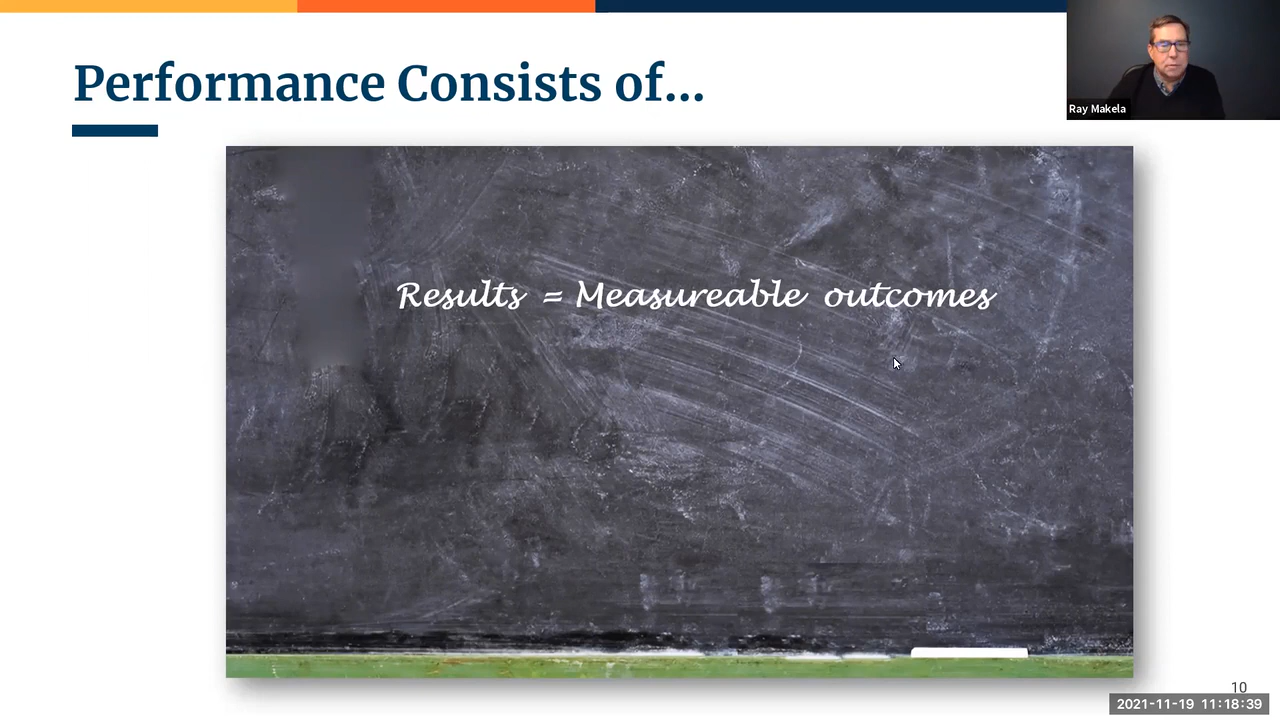 Performance Consists of...
Ray Makela
Results = Measureable outcomes
10
2021-11-19 11:18:39